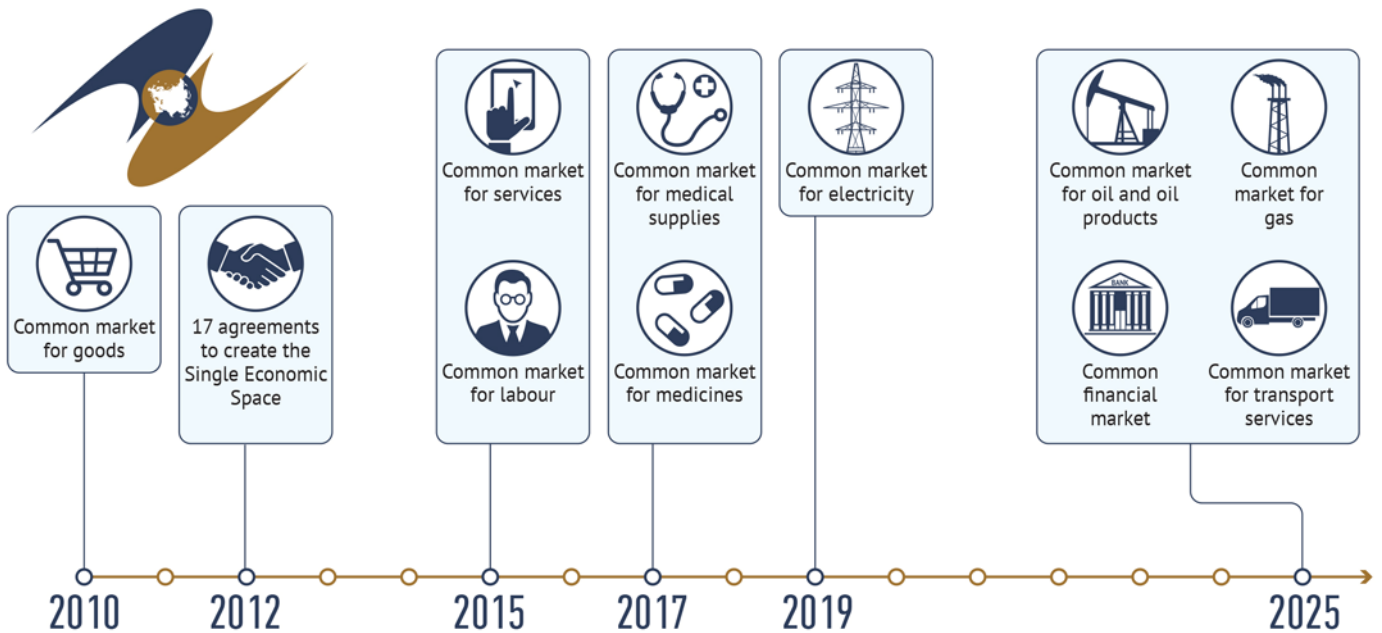 Common market
for goods
17 agreements
to create the
Single Economic
Space
Common market
for services
Common market
for labour
Common market
for medical
supplies
Common market
for medicines
Common market
for electricity
Common market
for oil and oil
products
Common
market for
gas
BANK
Common
financial
market
Common market
for transport
services
2010
2012
2015
2017
2019
2025